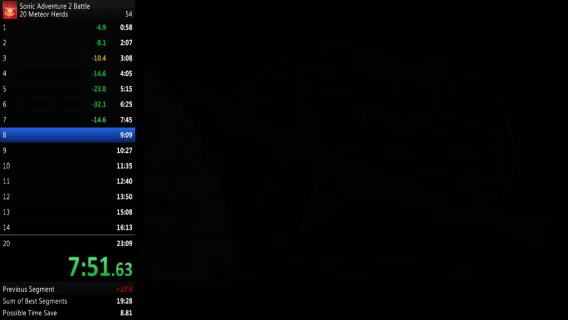 Sonic Adventure 2 Battle
20 Meteor Herds 54
1 -4.9 0:58
2 -8.1 2:07
3 -10.4 3:08
4 -14.6 4:05
5 -23.0 5:15
6 -32.1 6:25
7 -14.6 7:45
8 9:09
9 10:27
10 11:35
11 12:40
12 13:50
13 15:08
14 16:13
20 23:09
7:51.63
Previous Segment +17.4
Sum of Best Segments 19:28
Possible Time Save 8.81